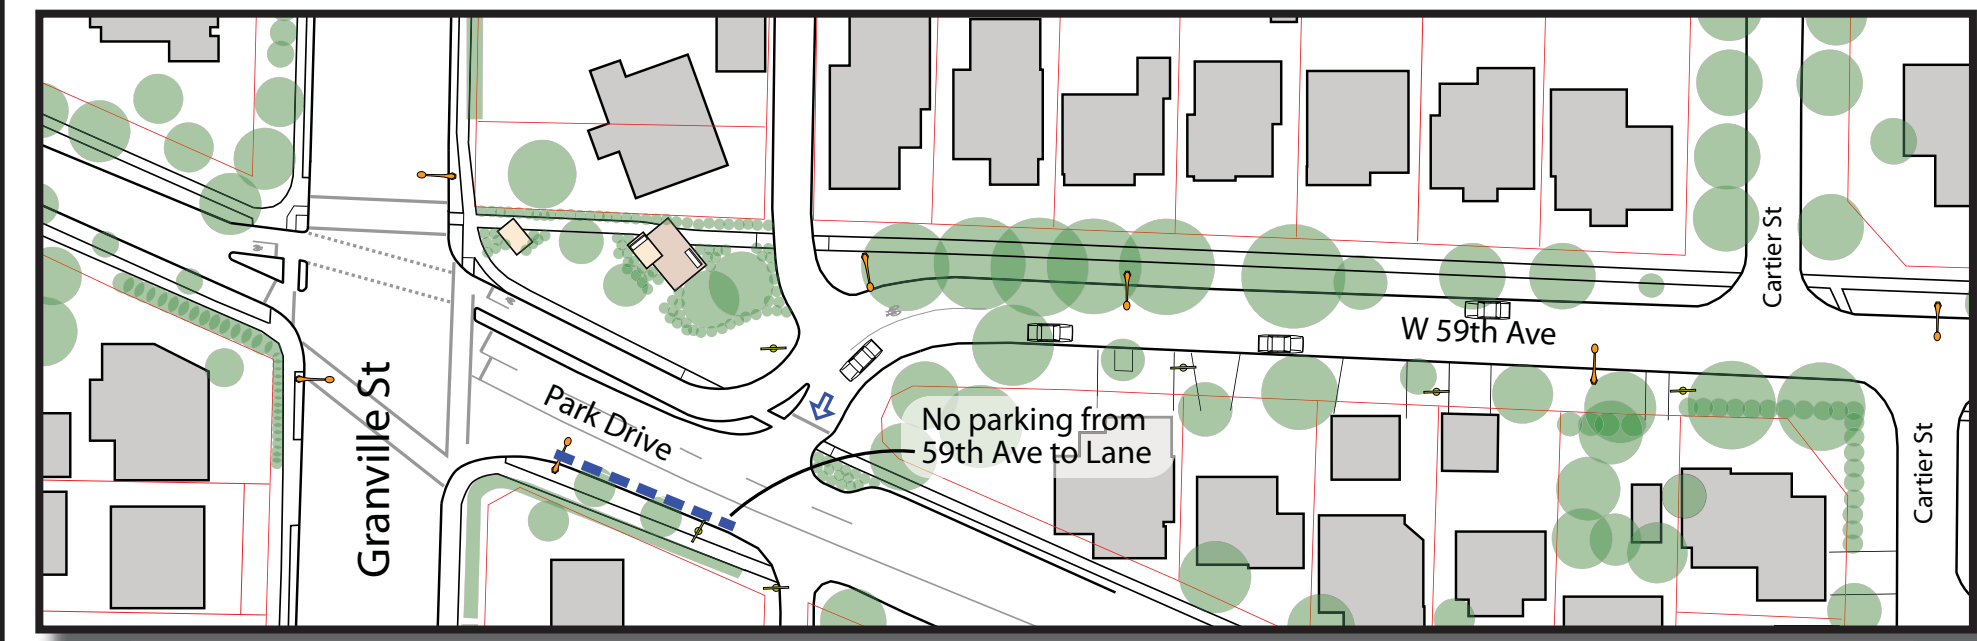 Granville St
Park Drive
No parking from
59th Ave to Lane
W 59th Ave
Cartier St
Cartier St